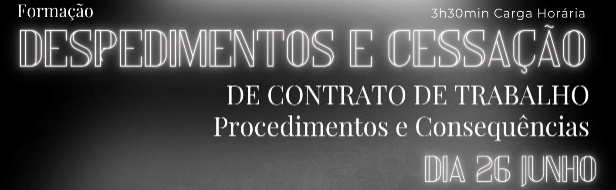 Formação
3h30min Carga Horária
DESPEDIMENTOS E CESSAÇÃO
DE CONTRATO DE TRABALHO
Procedimentos e Consequências
DIA 26 JUNHO